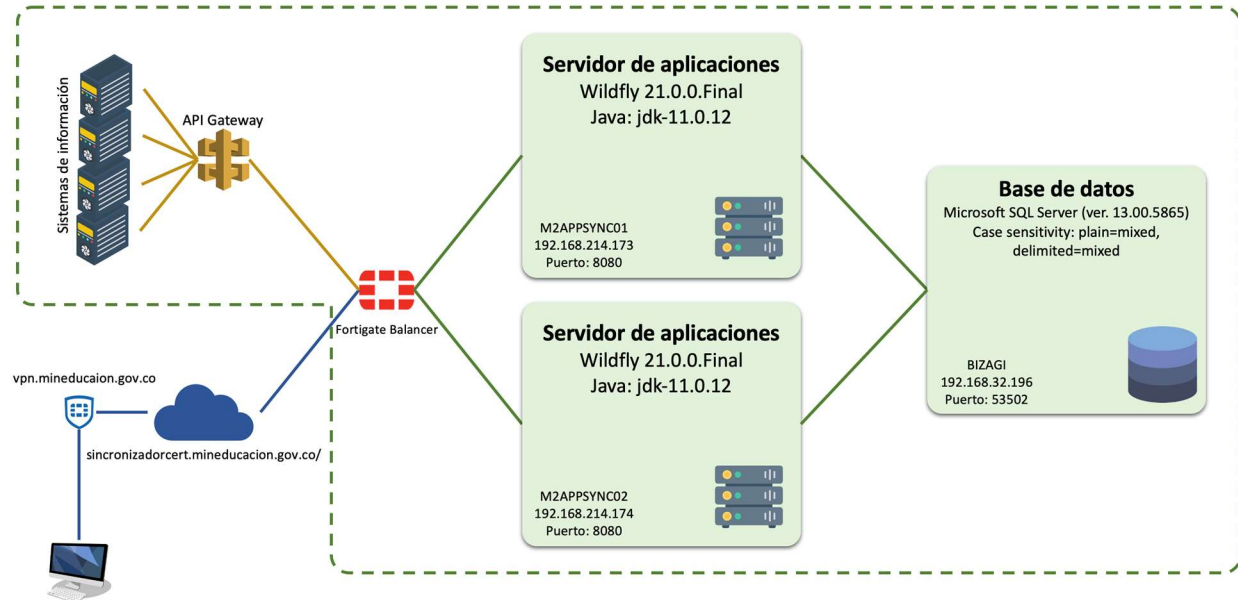 Sistemas de información
API Gateway
Fortigate Balancer
vpn.mineducaion.gov.co
sincronizadorcert.mineducacion.gov.co/
Servidor de aplicaciones
Wildfly 21.0.0.Final
Java: jdk-11.0.12
M2APPSYNC01
192.168.214.173
Puerto: 8080
Servidor de aplicaciones
Wildfly 21.0.0.Final
Java: jdk-11.0.12
M2APPSYNC02
192.168.214.174
Puerto: 8080
Base de datos
Microsoft SQL Server (ver. 13.00.5865)
Case sensitivity: plain=mixed,
delimited=mixed
BIZAGI
192.168.32.196
Puerto: 53502